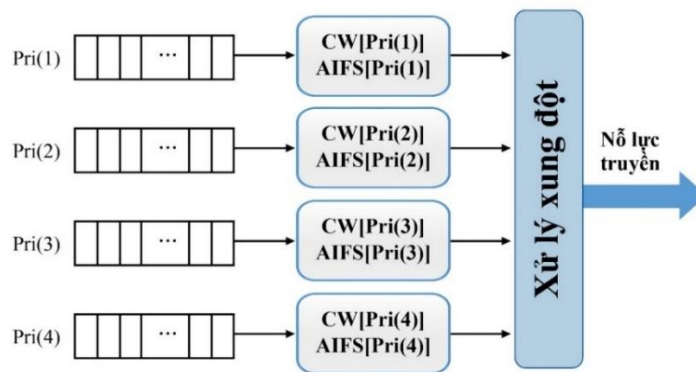 Pri(1)
...
CW[Pri(1)]
AIFS[Pri(1)]
Pri(2)
...
CW[Pri(2)]
AIFS[Pri(2)]
Pri(3)
...
CW[Pri(3)]
AIFS[Pri(3)]
Pri(4)
...
CW[Pri(4)]
AIFS[Pri(4)]
Xử lý xung đột
Nỗ lực
truyền